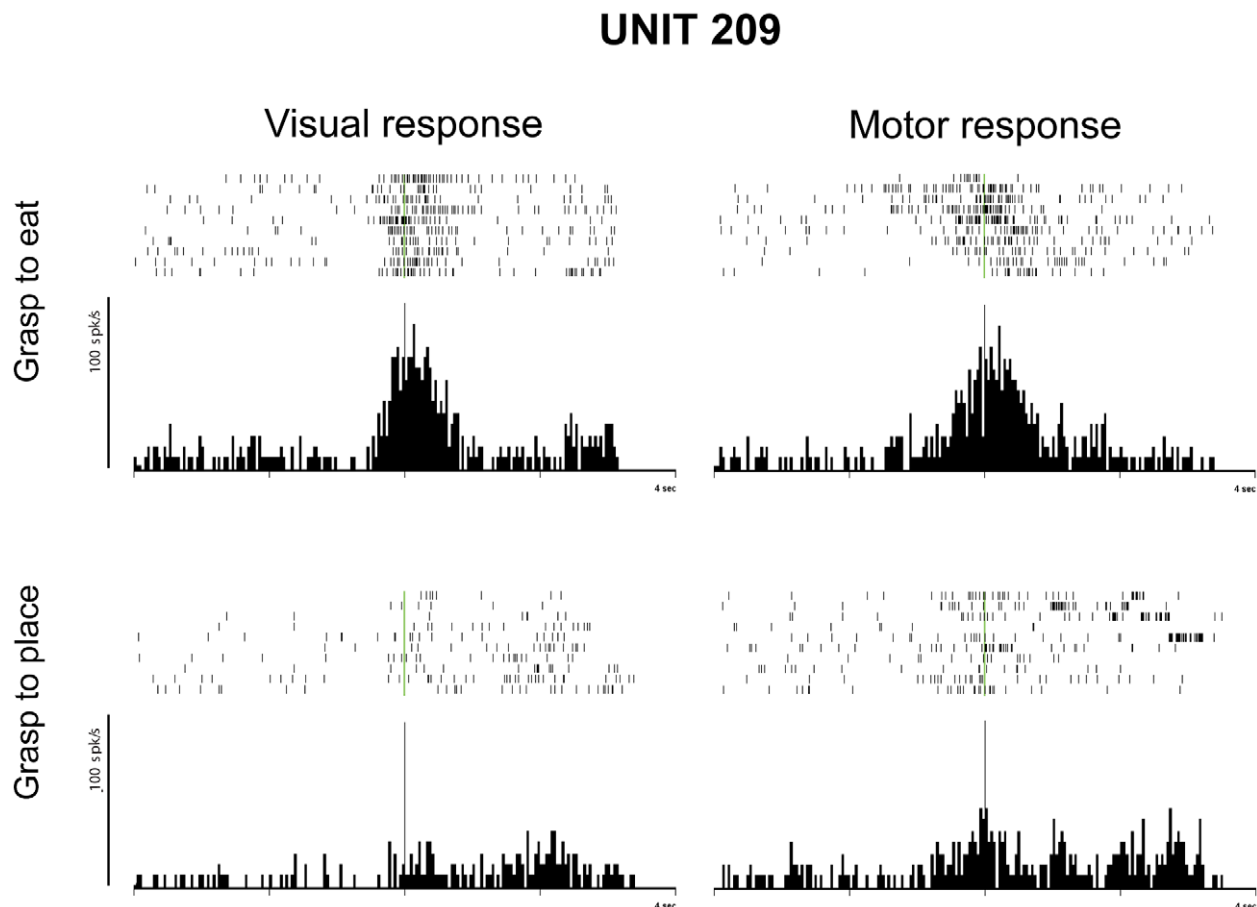 UNIT 209
Visual response
Motor response
Grasp to eat
100 spk/s
4 sec
4 sec
Grasp to place
100 spk/s
4 sec
4 sec